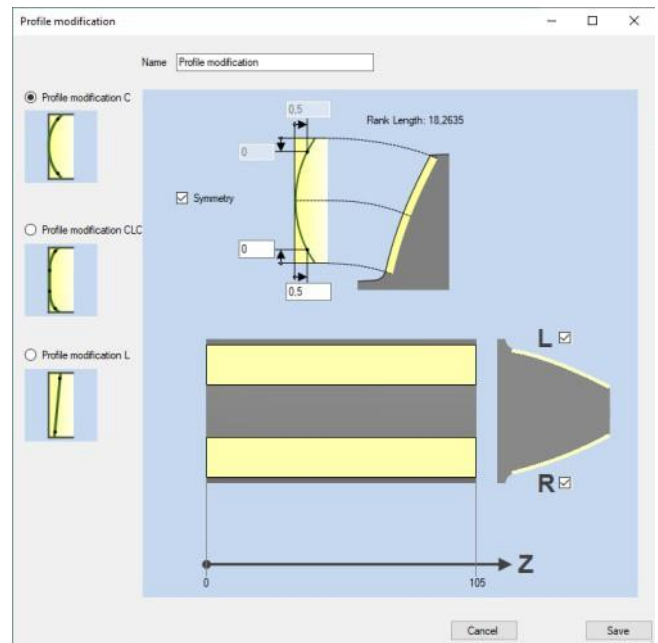 Profile modification
Name Profile modification
Profile modification C
0,5
Rank Length: 18,2635
0
Symmetry
Profile modification CLC
0
0,5
Profile modification L
L
R
Z
0
105
Cancel
Save